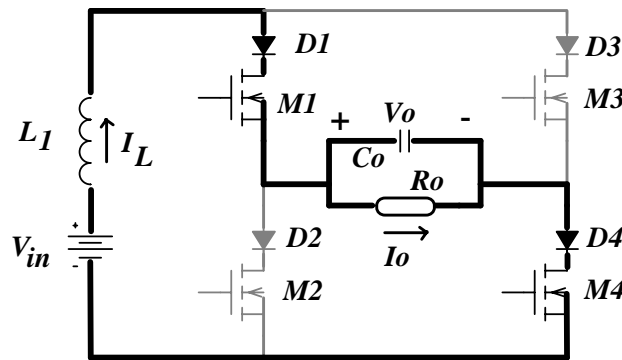 D1
D3
M1
M3
+ Vo -
Co
L1
IL
Ro
+
Vin
-
Io
D2
D4
M2
M4